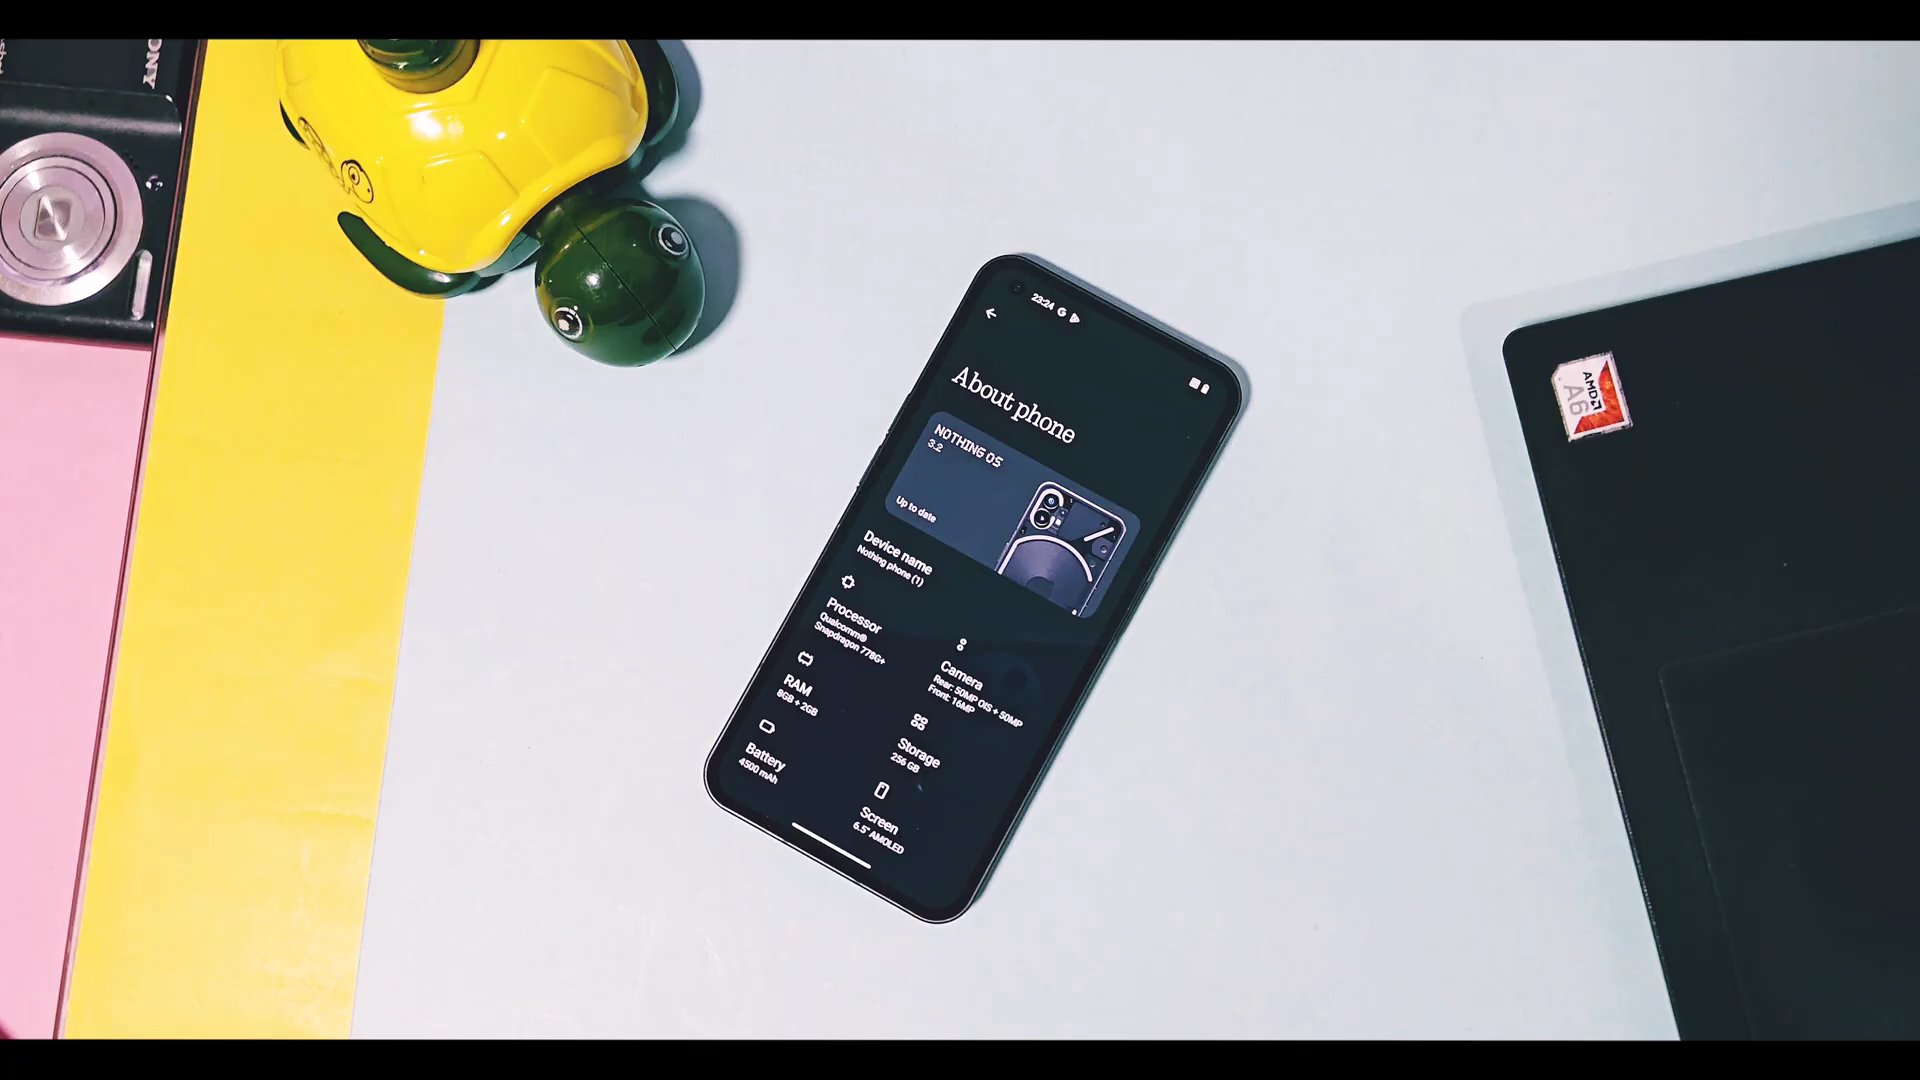 SONY
23:24
About phone
NOTHING OS
3.2
Up to date
Device name
Nothing phone (1)
Processor
Qualcomm®
Snapdragon 778G+
Camera
Rear: 50MP OIS + 50MP
Front: 16MP
RAM
8GB + 2GB
Storage
256 GB
Battery
4500 mAh
Screen
6.5" AMOLED
AMD
A6